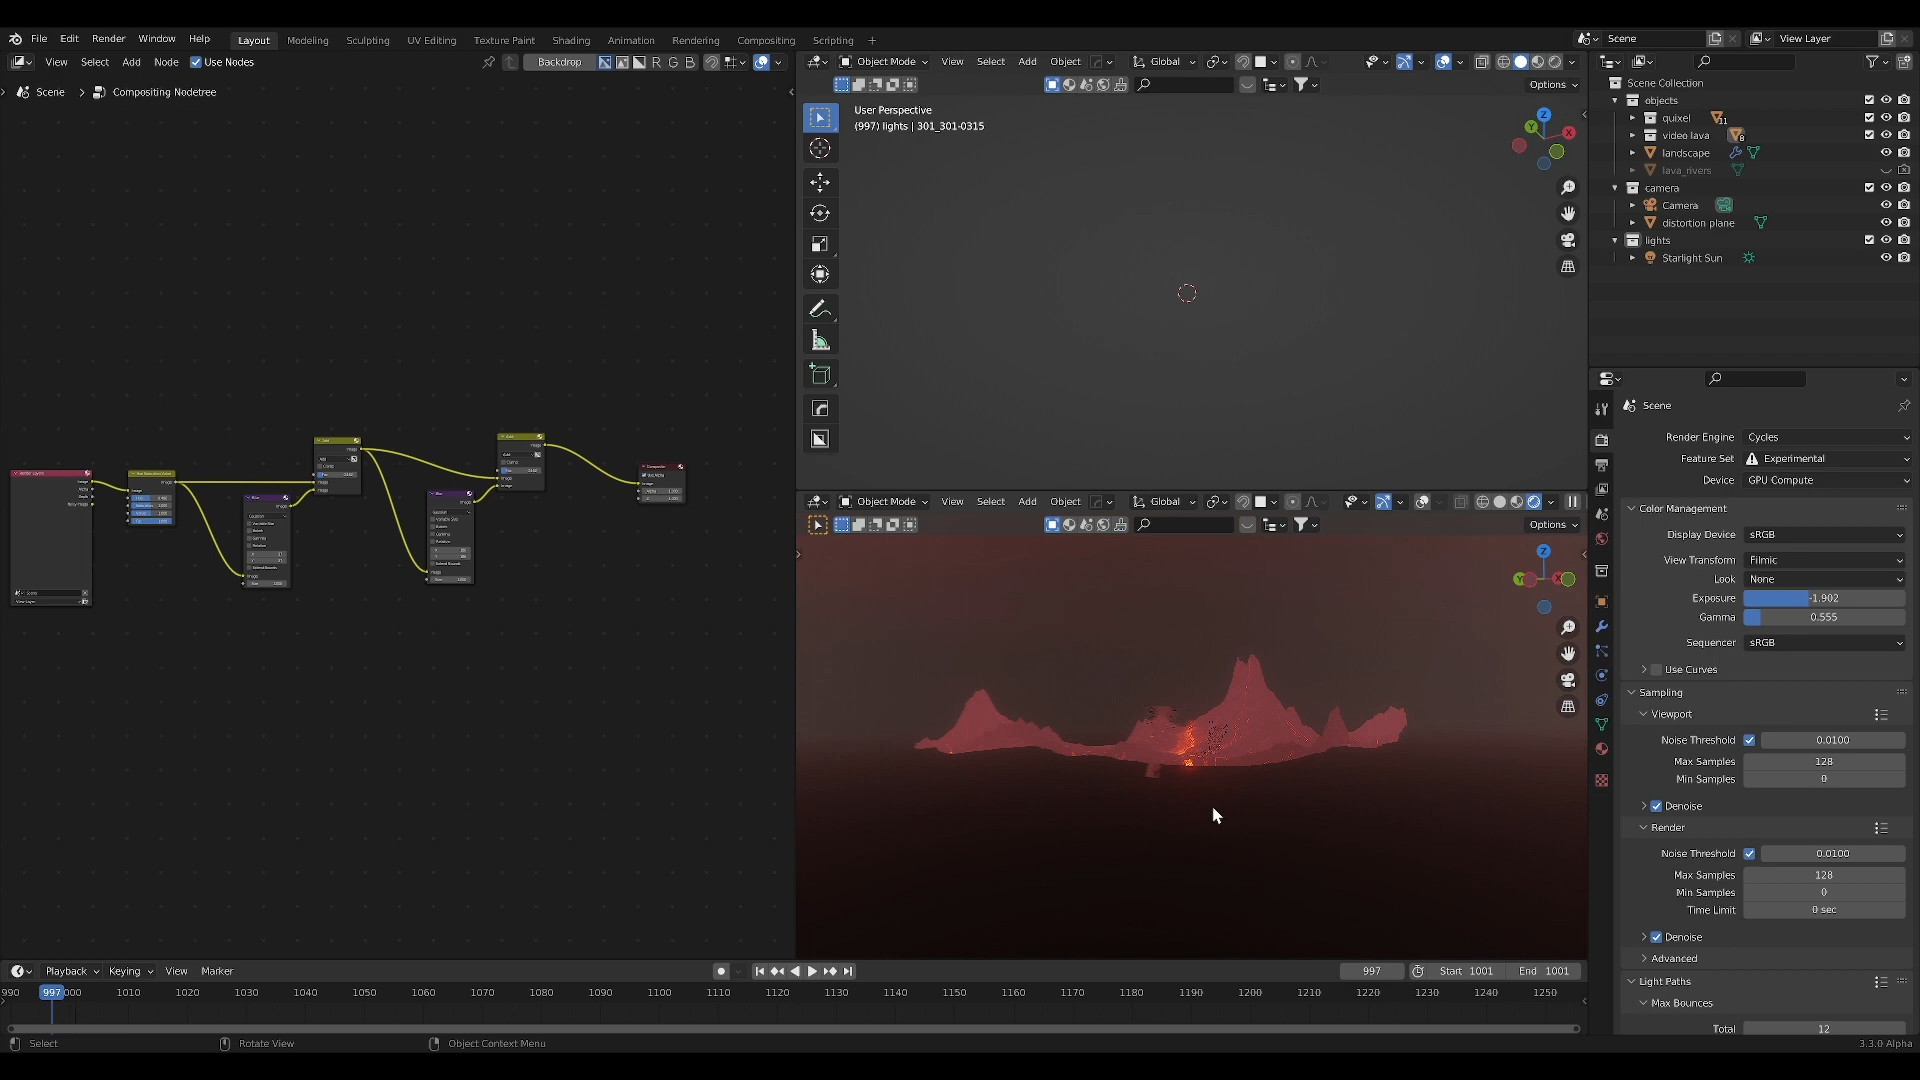 File Edit Render Window Help Layout Modeling Sculpting UV Editing Texture Paint Shading Animation Rendering Compositing Scripting + Scene View Layer
View Select Add Node Use Nodes Backdrop R G B
Scene > Compositing Nodetree
Object Mode View Select Add Object Global
Options
User Perspective
(997) lights | 301_301-0315
Z
Y
X
Scene Collection
objects
quixel 11
video lava 8
landscape
lava_rivers
camera
Camera
distortion plane
lights
Starlight Sun
Scene
Render Engine Cycles
Feature Set Experimental
Device GPU Compute
Color Management
Display Device sRGB
View Transform Filmic
Look None
Exposure -1.902
Gamma 0.555
Sequencer sRGB
Use Curves
Sampling
Viewport
Noise Threshold 0.0100
Max Samples 128
Min Samples 0
Denoise
Render
Noise Threshold 0.0100
Max Samples 128
Min Samples 0
Time Limit 0 sec
Denoise
Advanced
Light Paths
Max Bounces
Total 12
Object Mode View Select Add Object Global
Options
Z
Y X
Playback Keying View Marker 997 Start 1001 End 1001
990 997 000 1010 1020 1030 1040 1050 1060 1070 1080 1090 1100 1110 1120 1130 1140 1150 1160 1170 1180 1190 1200 1210 1220 1230 1240 1250
Select Rotate View Object Context Menu 3.3.0 Alpha